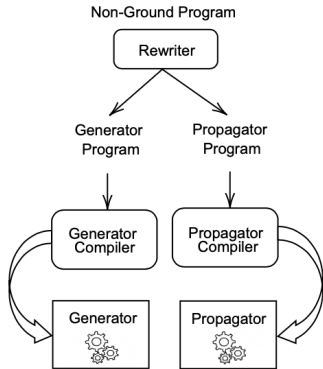 Non-Ground Program
Rewriter
Generator
Program
Propagator
Program
Generator
Compiler
Propagator
Compiler
Generator
Propagator